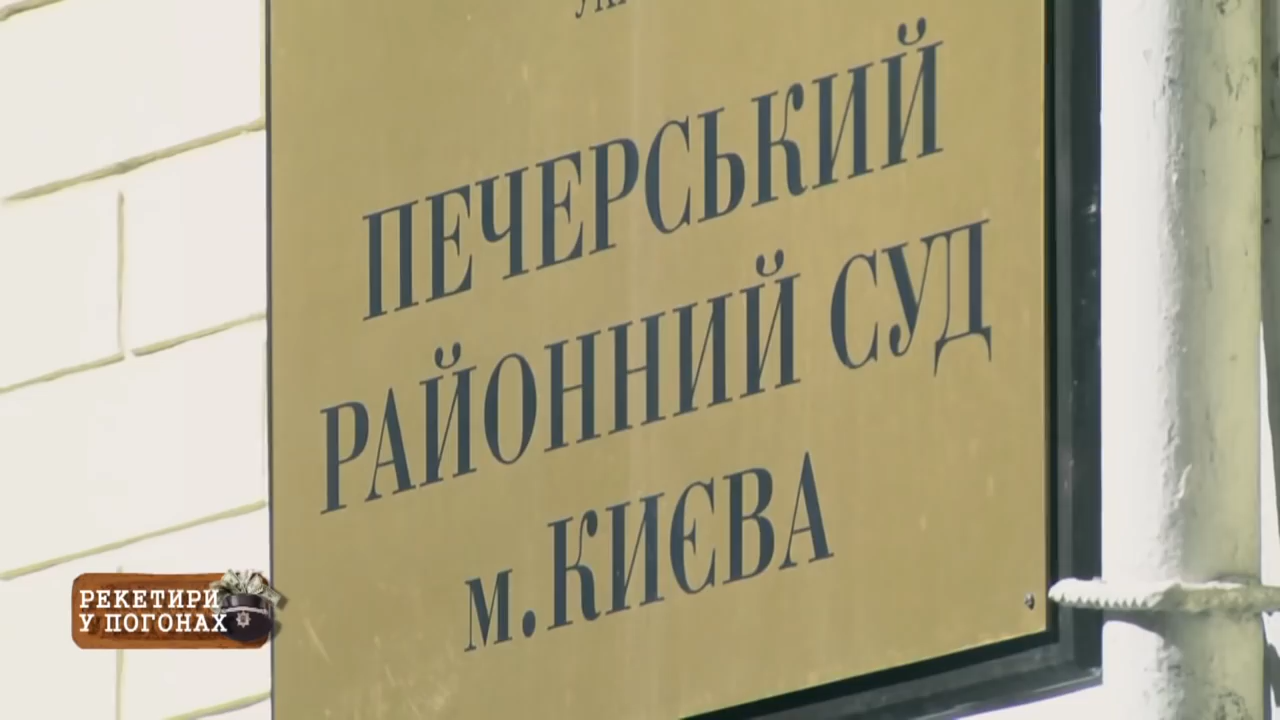 ПЕЧЕРСЬКИЙ
РАЙОННИЙ СУД
м.КИЄВА
РЕКЕТИРИ
У ПОГОНАХ